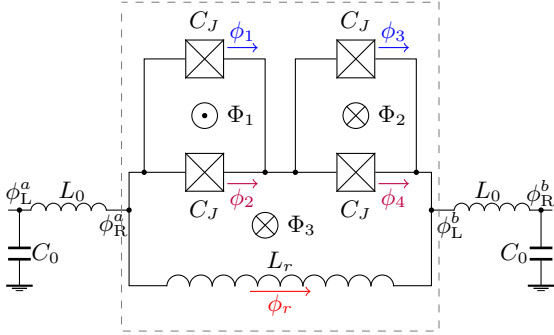 C_J C_J
ϕ_1 ϕ_3
Φ_1 Φ_2
ϕ_L^a L_0 L_0 ϕ_R^b
ϕ_R^a C_J ϕ_2 C_J ϕ_4 ϕ_L^b
Φ_3
C_0 L_r C_0
ϕ_r